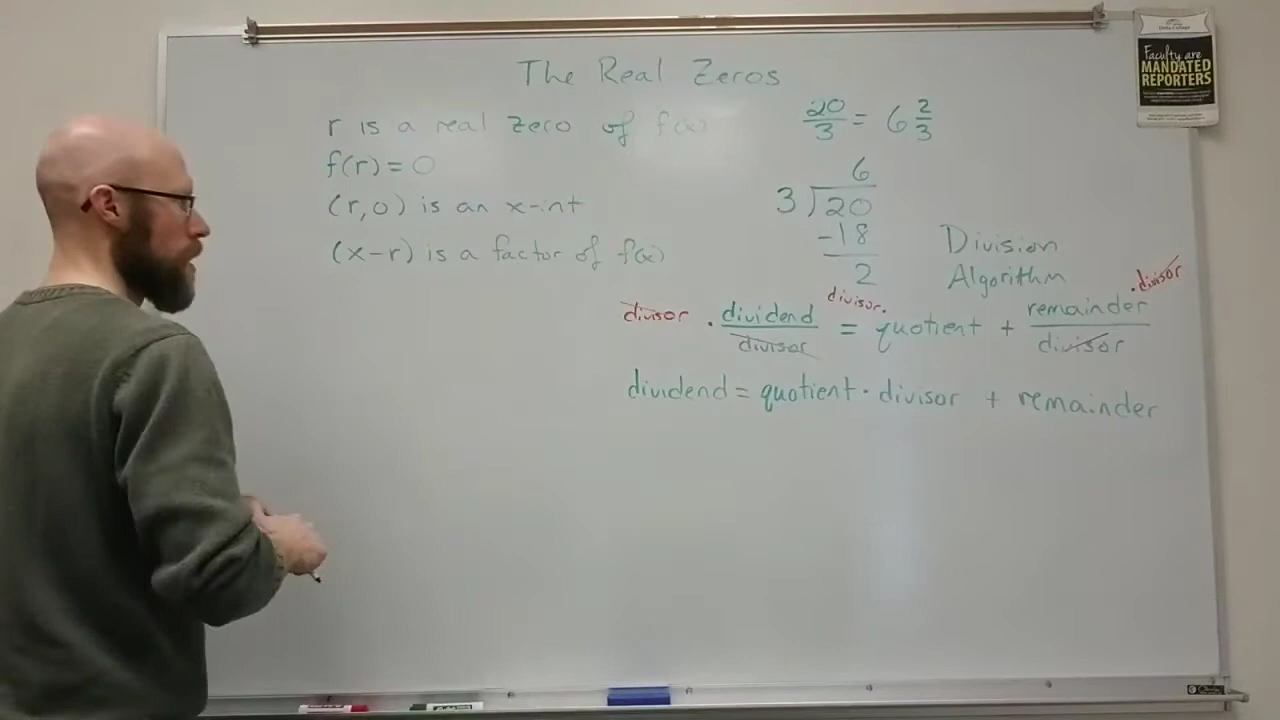 The Real Zeros
r is a real zero of f(x)
f(r) = 0
(r,0) is an x-int
(x-r) is a factor of f(x)
20/3 = 6 2/3
6
3 ) 20
-18
2
Division
Algorithm
divisor · dividend/divisor = divisor · quotient + remainder/divisor · divisor
dividend = quotient · divisor + remainder
Faculty are
MANDATED
REPORTERS